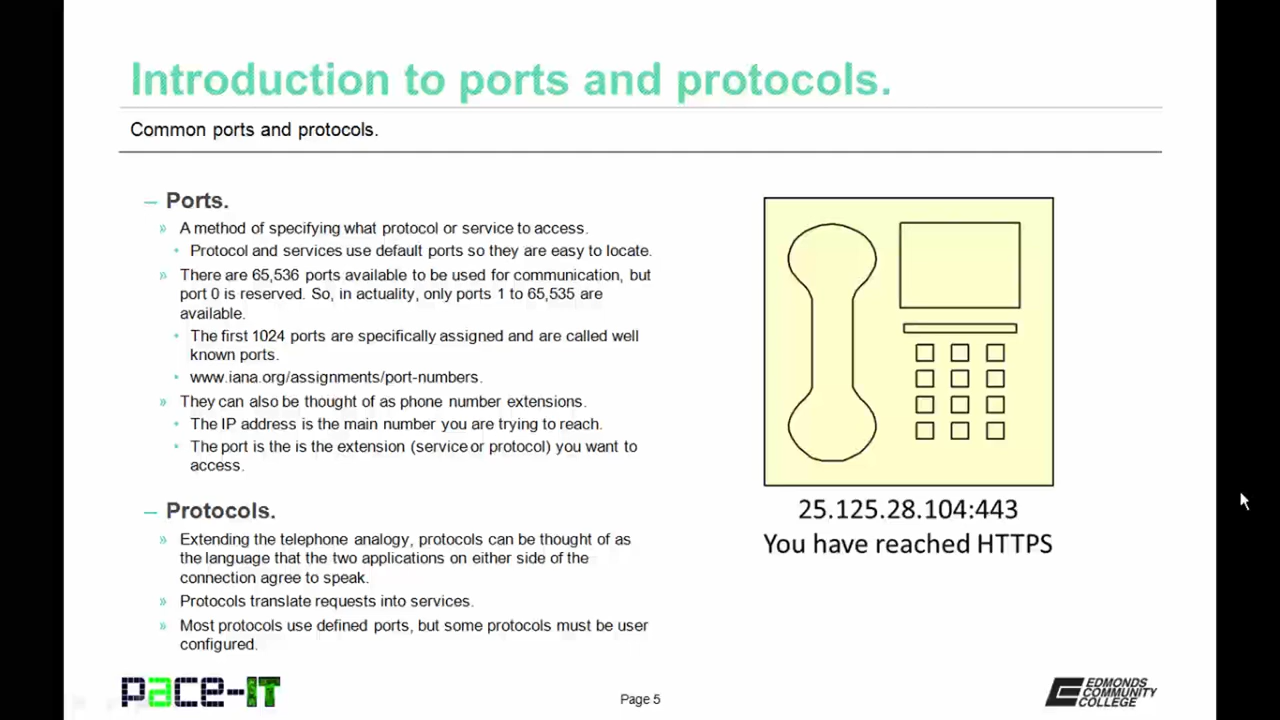 Introduction to ports and protocols.
Common ports and protocols.
– Ports.
» A method of specifying what protocol or service to access.
• Protocol and services use default ports so they are easy to locate.
» There are 65,536 ports available to be used for communication, but
port 0 is reserved. So, in actuality, only ports 1 to 65,535 are
available.
• The first 1024 ports are specifically assigned and are called well
known ports.
• www.iana.org/assignments/port-numbers.
» They can also be thought of as phone number extensions.
• The IP address is the main number you are trying to reach.
• The port is the is the extension (service or protocol) you want to
access.
– Protocols.
» Extending the telephone analogy, protocols can be thought of as
the language that the two applications on either side of the
connection agree to speak.
» Protocols translate requests into services.
» Most protocols use defined ports, but some protocols must be user
configured.
25.125.28.104:443
You have reached HTTPS
pace-IT
Page 5
EDMONDS
COMMUNITY
COLLEGE